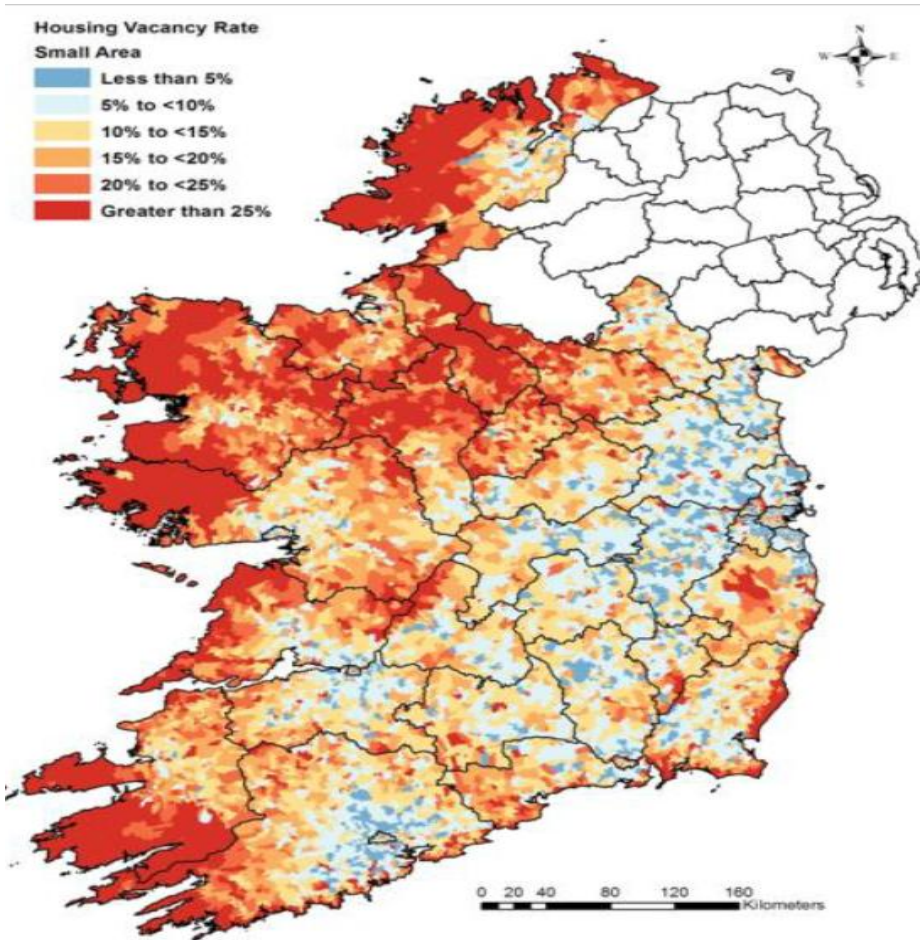 Housing Vacancy Rate
Small Area
Less than 5%
5% to <10%
10% to <15%
15% to <20%
20% to <25%
Greater than 25%
N
W E
S
0 20 40 80 120 160
Kilometers